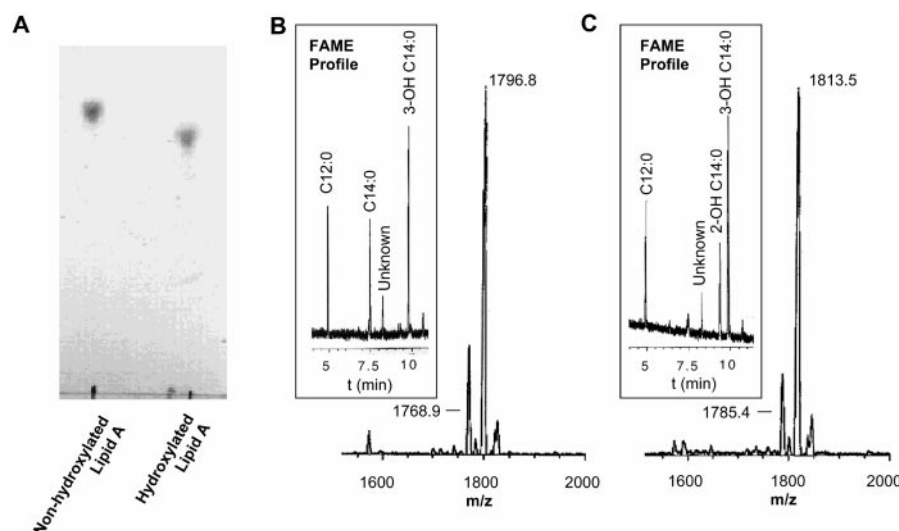 A
Non-hydroxylated
Lipid A
Hydroxylated
Lipid A
B
FAME
Profile
C12:0
C14:0
Unknown
3-OH C14:0
5
7.5
10
t (min)
1796.8
1768.9
1600
1800
2000
m/z
C
FAME
Profile
C12:0
Unknown
2-OH C14:0
3-OH C14:0
5
7.5
10
t (min)
1813.5
1785.4
1600
1800
2000
m/z